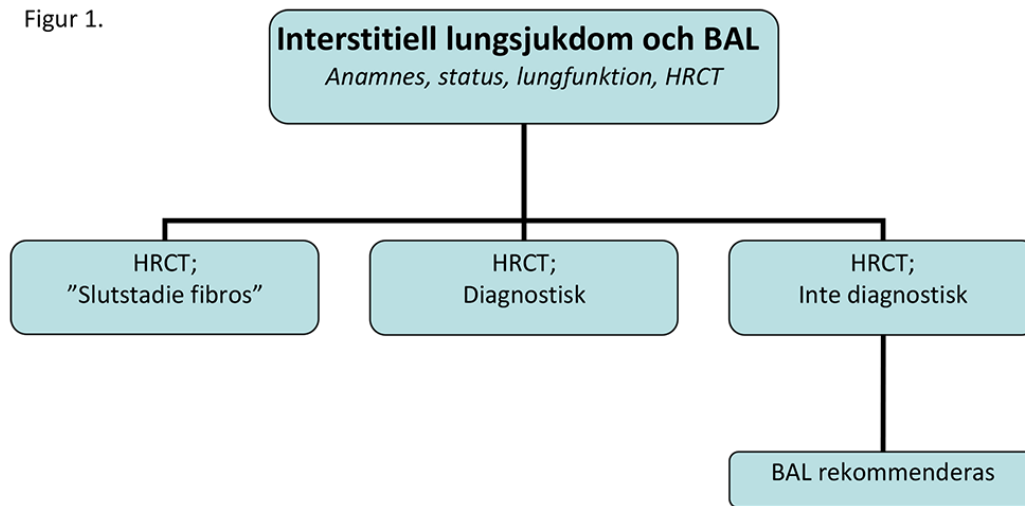 Figur 1.
Interstitiell lungsjukdom och BAL
Anamnes, status, lungfunktion, HRCT
HRCT;
”Slutstadie fibros”
HRCT;
Diagnostisk
HRCT;
Inte diagnostisk
BAL rekommenderas